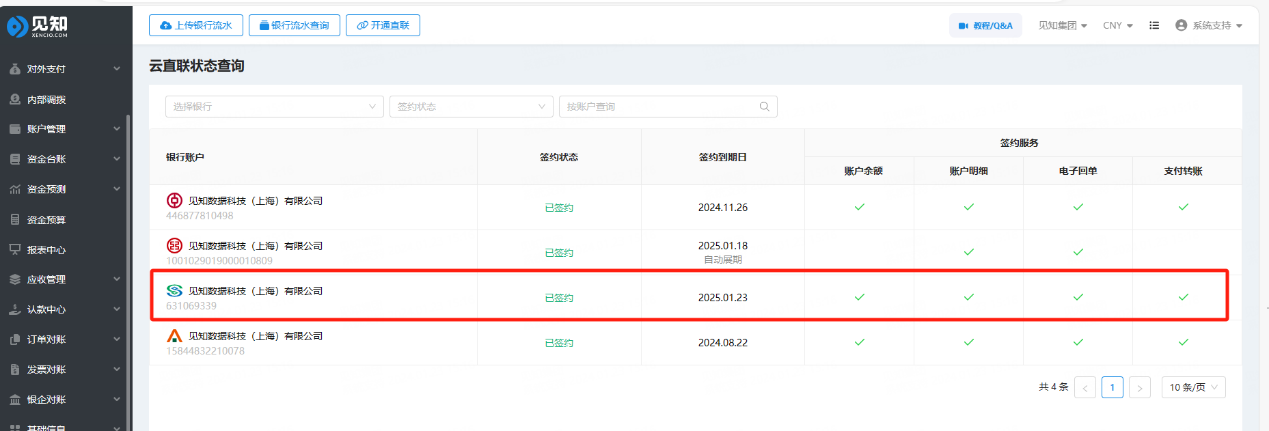 见知
XENCIO.COM
上传银行流水
银行流水查询
开通直联
教程/Q&A
见知集团
CNY
系统支持
对外支付
内部调拨
账户管理
资金台账
资金预测
资金预算
报表中心
应收管理
认款中心
订单对账
发票对账
银企对账
基础信息
云直联状态查询
选择银行
签约状态
按账户查询
银行账户
签约状态
签约到期日
签约服务
账户余额
账户明细
电子回单
支付转账
见知数据科技（上海）有限公司
446877810498
已签约
2024.11.26
见知数据科技（上海）有限公司
1001029019000010809
已签约
2025.01.18
自动展期
见知数据科技（上海）有限公司
631069339
已签约
2025.01.23
见知数据科技（上海）有限公司
15844832210078
已签约
2024.08.22
共 4 条
1
10 条/页